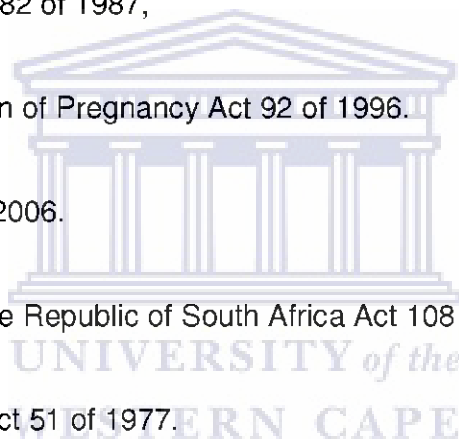 82 of 1987,
n of Pregnancy Act 92 of 1996.
2006.
e Republic of South Africa Act 108
UNIVERSITY of the
ct 51 of 1977.
WESTERN CAPE